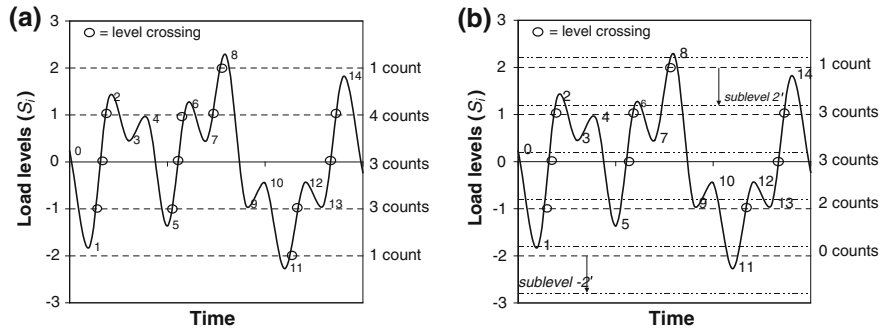 (a)
3
2
1
0
-1
-2
-3
Load levels (Si)
Time
= level crossing
0
1
2
3
4
5
6
7
8
9
10
11
12
13
14
1 count
4 counts
3 counts
3 counts
1 count
(b)
3
2
1
0
-1
-2
-3
Load levels (Si)
Time
= level crossing
sublevel 2'
sublevel -2'
0
1
2
3
4
5
6
7
8
9
10
11
12
13
14
1 count
3 counts
3 counts
2 counts
0 counts